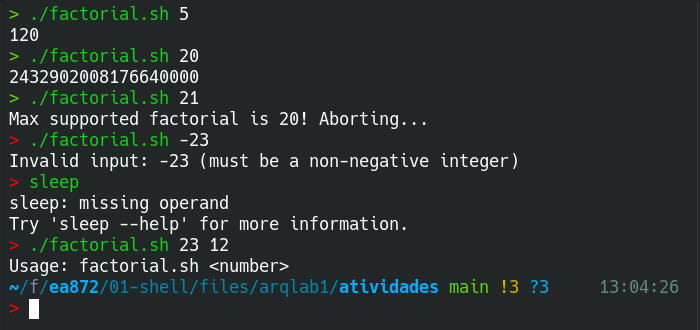 > ./factorial.sh 5
120
> ./factorial.sh 20
2432902008176640000
> ./factorial.sh 21
Max supported factorial is 20! Aborting...
> ./factorial.sh -23
Invalid input: -23 (must be a non-negative integer)
> sleep
sleep: missing operand
Try 'sleep --help' for more information.
> ./factorial.sh 23 12
Usage: factorial.sh <number>
~/f/ea872/01-shell/files/arqlab1/atividades main !3 ?3 13:04:26
>